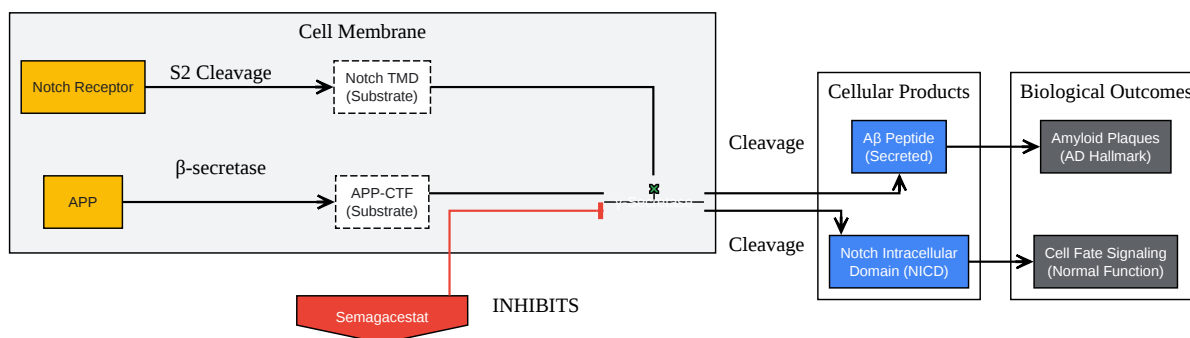 Cell Membrane
Notch Receptor
S2 Cleavage
Notch TMD
(Substrate)
APP
β-secretase
APP-CTF
(Substrate)
Semagacestat
INHIBITS
Cleavage
Cleavage
Cellular Products
Aβ Peptide
(Secreted)
Notch Intracellular
Domain (NICD)
Biological Outcomes
Amyloid Plaques
(AD Hallmark)
Cell Fate Signaling
(Normal Function)